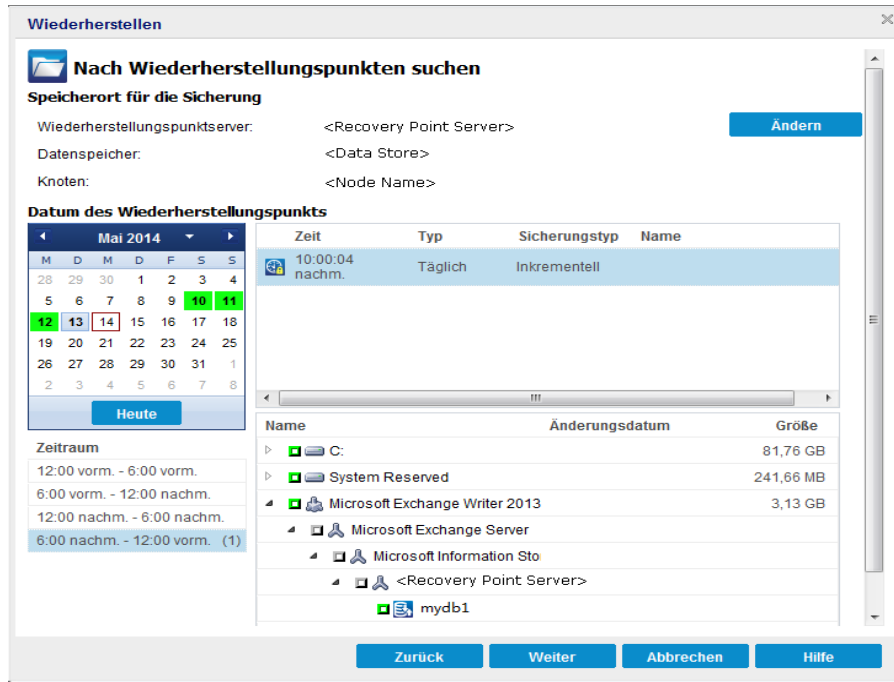 Wiederherstellen
Nach Wiederherstellungspunkten suchen
Speicherort für die Sicherung
Wiederherstellungspunktserver: <Recovery Point Server> Ändern
Datenspeicher: <Data Store>
Knoten: <Node Name>
Datum des Wiederherstellungspunkts
Mai 2014
M D M D F S S
28 29 30 1 2 3 4
5 6 7 8 9 10 11
12 13 14 15 16 17 18
19 20 21 22 23 24 25
26 27 28 29 30 31 1
2 3 4 5 6 7 8
Heute
Zeitraum
12:00 vorm. - 6:00 vorm.
6:00 vorm. - 12:00 nachm.
12:00 nachm. - 6:00 nachm.
6:00 nachm. - 12:00 vorm. (1)
Zeit Typ Sicherungstyp Name
10:00:04 nachm. Täglich Inkrementell
Name Änderungsdatum Größe
C: 81,76 GB
System Reserved 241,66 MB
Microsoft Exchange Writer 2013 3,13 GB
Microsoft Exchange Server
Microsoft Information Sto
<Recovery Point Server>
mydb1
Zurück Weiter Abbrechen Hilfe